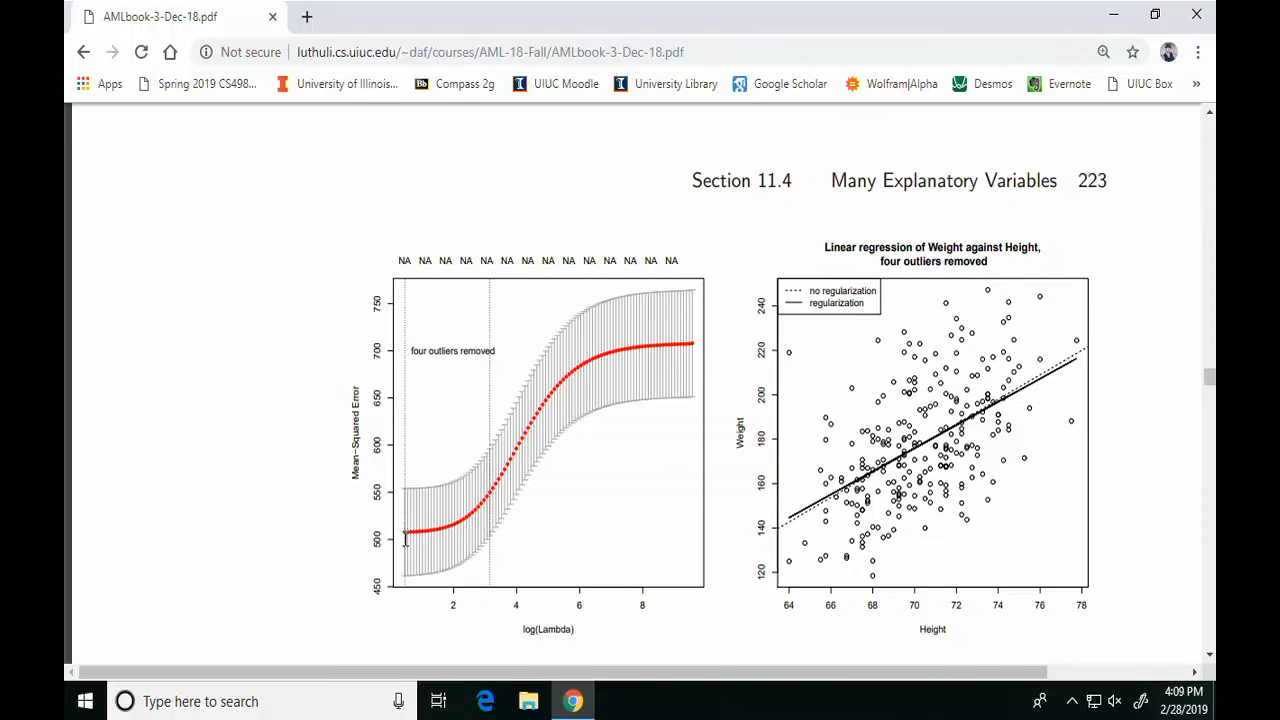 AMLbook-3-Dec-18.pdf
Not secure
luthuli.cs.uiuc.edu/~daf/courses/AML-18-Fall/AMLbook-3-Dec-18.pdf
Apps
Spring 2019 CS498...
University of Illinois...
Bb
Compass 2g
UIUC Moodle
University Library
Google Scholar
Wolfram|Alpha
Desmos
Evernote
UIUC Box
»
Section 11.4 Many Explanatory Variables 223
NA NA NA NA NA NA NA NA NA NA NA NA NA NA
four outliers removed
Mean−Squared Error
450 500 550 600 650 700 750
2 4 6 8
log(Lambda)
Linear regression of Weight against Height,
four outliers removed
no regularization
regularization
Weight
120 140 160 180 200 220 240
64 66 68 70 72 74 76 78
Height
Type here to search
4:09 PM
2/28/2019